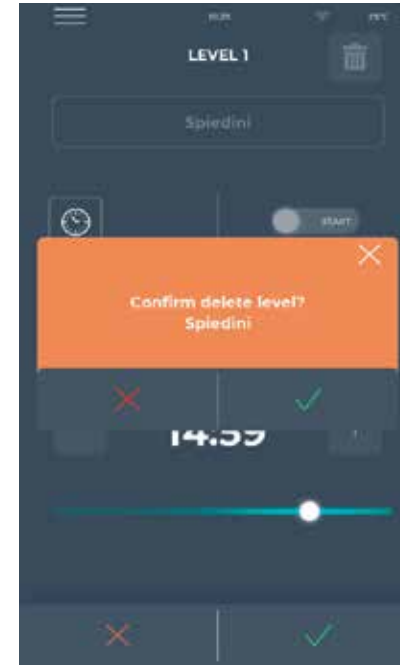 LEVEL 1
Spiedini
START
Confirm delete level?
Spiedini
14:59